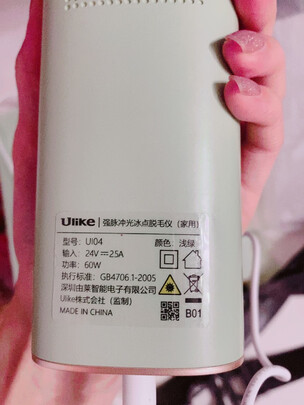 Ulike | 强脉冲光冰点脱毛仪（家用）
型号： UI04 颜色：浅绿
输入： 24V⎓2.5A
功率： 60W
执行标准： GB4706.1-2005
深圳由莱智能电子有限公司
Ulike株式会社（监制）
MADE IN CHINA
B01